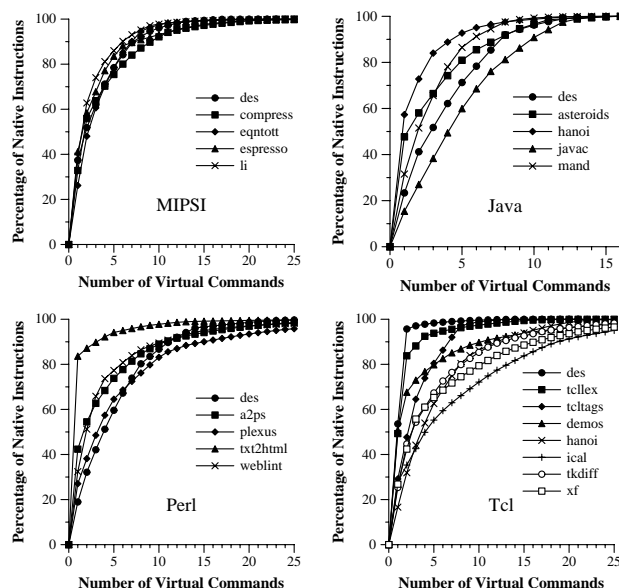 Percentage of Native Instructions
100
80
60
40
20
0
des
compress
eqntott
espresso
li
MIPSI
0 5 10 15 20 25
Number of Virtual Commands
Percentage of Native Instructions
100
80
60
40
20
0
des
asteroids
hanoi
javac
mand
Java
0 5 10 15
Number of Virtual Commands
Percentage of Native Instructions
100
80
60
40
20
0
des
a2ps
plexus
txt2html
weblint
Perl
0 5 10 15 20 25
Number of Virtual Commands
Percentage of Native Instructions
100
80
60
40
20
0
des
tcllex
tcltags
demos
hanoi
ical
tkdiff
xf
Tcl
0 5 10 15 20 25
Number of Virtual Commands